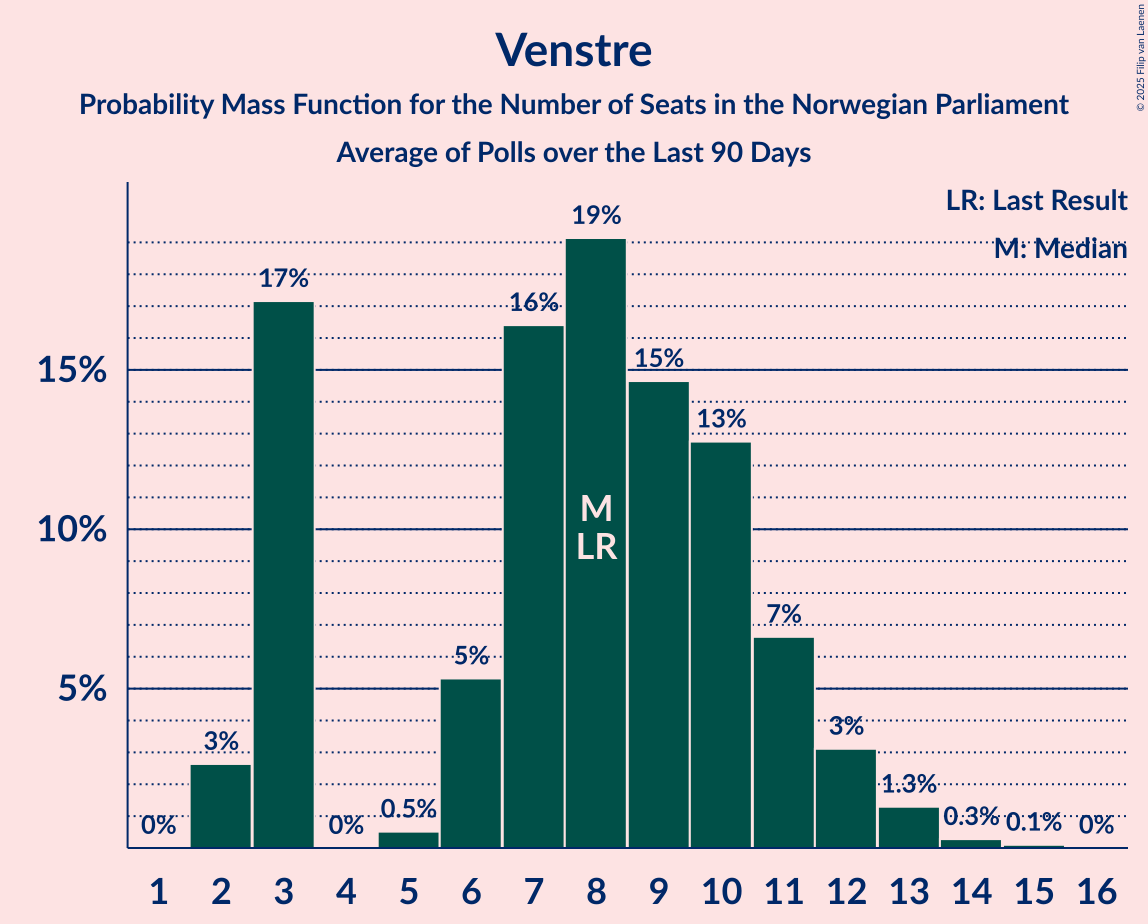 Venstre
Probability Mass Function for the Number of Seats in the Norwegian Parliament
Average of Polls over the Last 90 Days
© 2025 Filip van Laenen
LR: Last Result
M: Median
15%
10%
5%
0%
3%
17%
0%
0.5%
5%
16%
19%
15%
13%
7%
3%
1.3%
0.3%
0.1%
0%
M
LR
1 2 3 4 5 6 7 8 9 10 11 12 13 14 15 16